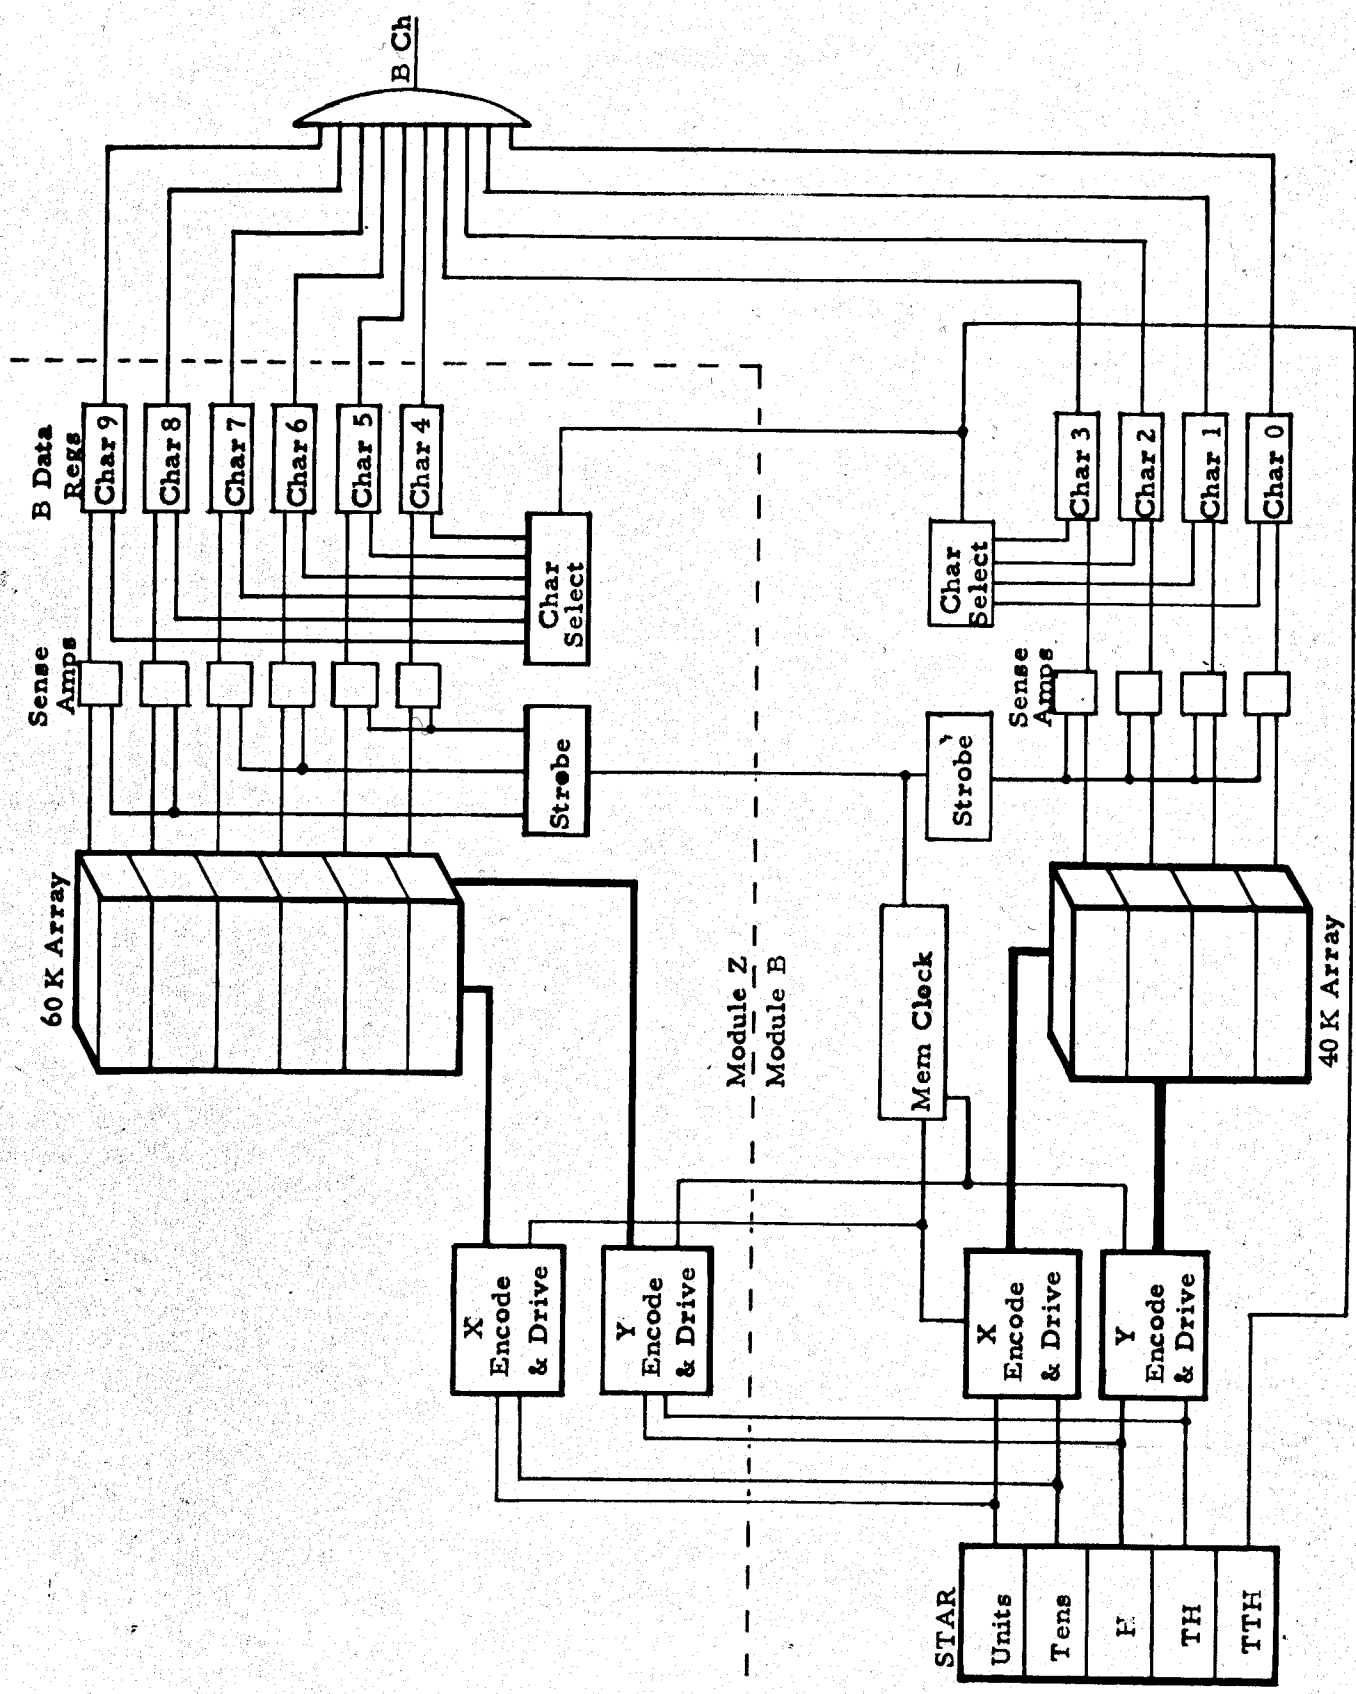 60 K Array
Sense
Amps
B Data
Regs
Char 9
Char 8
Char 7
Char 6
Char 5
Char 4
B Ch
X
Encode
& Drive
Y
Encode
& Drive
Strobe
Char
Select
Module Z
Module B
Mem Clock
Strobe
Char
Select
STAR
Units
Tens
H
TH
TTH
X
Encode
& Drive
Y
Encode
& Drive
40 K Array
Sense
Amps
Char 3
Char 2
Char 1
Char 0